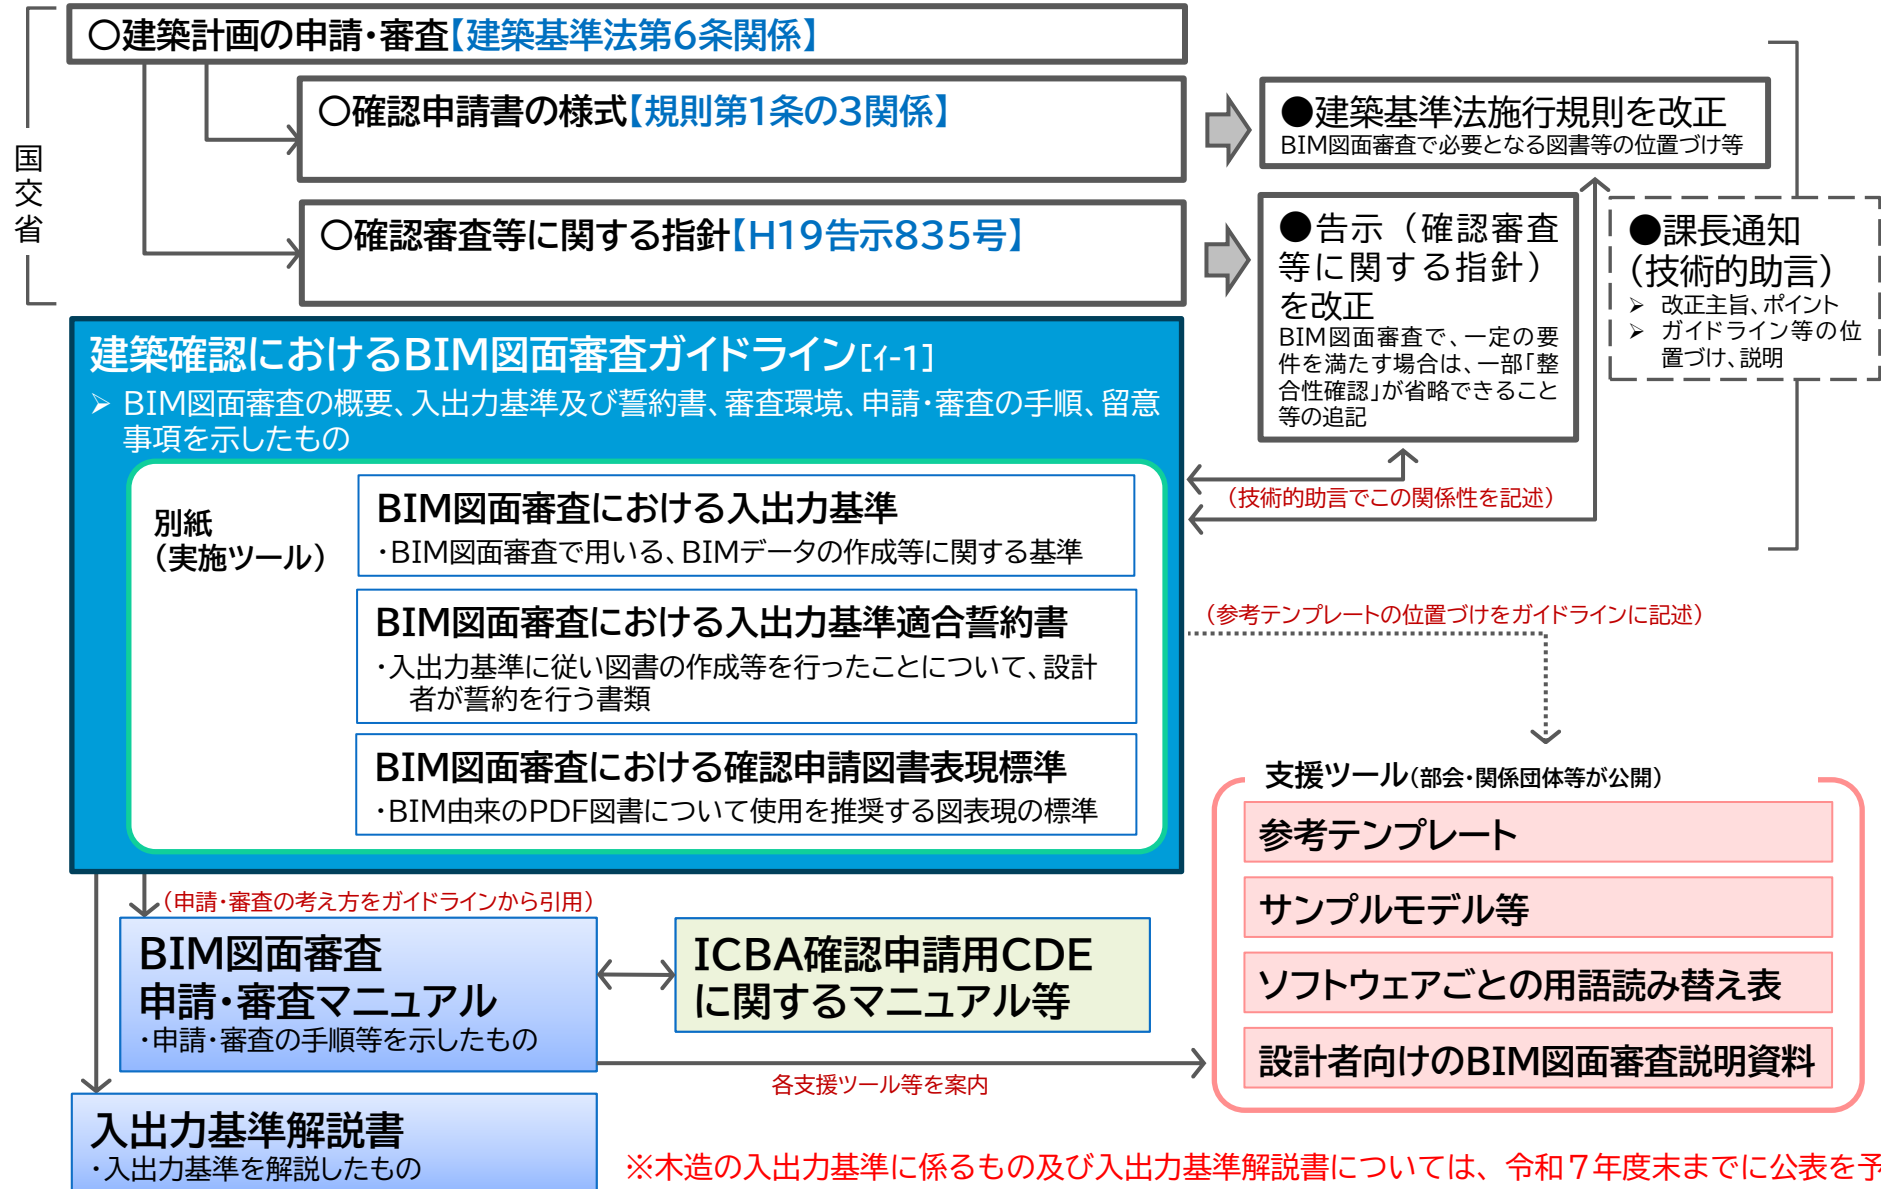 〇建築計画の申請・審査【建築基準法第6条関係】
〇確認申請書の様式【規則第1条の3関係】
●建築基準法施行規則を改正
BIM図面審査で必要となる図書等の位置づけ等
国交省
〇確認審査等に関する指針【H19告示835号】
●告示（確認審査
等に関する指針）
を改正
BIM図面審査で、一定の要
件を満たす場合は、一部「整
合性確認」が省略できること
等の追記
●課長通知
（技術的助言）
➢ 改正主旨、ポイント
➢ ガイドライン等の位
置づけ、説明
建築確認におけるBIM図面審査ガイドライン[ｲ-1]
➢ BIM図面審査の概要、入出力基準及び誓約書、審査環境、申請・審査の手順、留意
事項を示したもの
別紙
（実施ツール）
BIM図面審査における入出力基準
・BIM図面審査で用いる、BIMデータの作成等に関する基準
（技術的助言でこの関係性を記述）
BIM図面審査における入出力基準適合誓約書
・入出力基準に従い図書の作成等を行ったことについて、設計
者が誓約を行う書類
（参考テンプレートの位置づけをガイドラインに記述）
BIM図面審査における確認申請図書表現標準
・BIM由来のPDF図書について使用を推奨する図表現の標準
支援ツール（部会・関係団体等が公開）
参考テンプレート
サンプルモデル等
ソフトウェアごとの用語読み替え表
設計者向けのBIM図面審査説明資料
（申請・審査の考え方をガイドラインから引用）
BIM図面審査
申請・審査マニュアル
・申請・審査の手順等を示したもの
ICBA確認申請用CDE
に関するマニュアル等
各支援ツール等を案内
入出力基準解説書
・入出力基準を解説したもの
※木造の入出力基準に係るもの及び入出力基準解説書については、令和７年度末までに公表を予